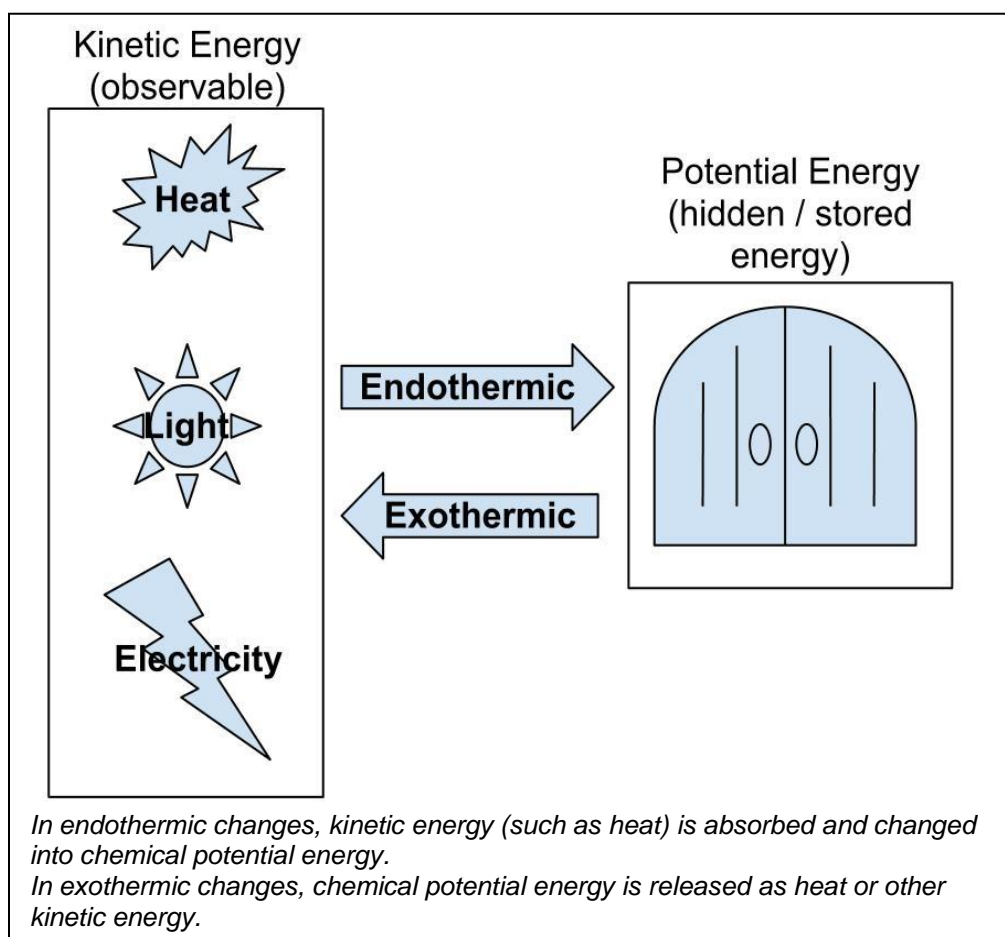 Kinetic Energy
(observable)
Heat
Light
Electricity
Endothermic
Exothermic
Potential Energy
(hidden / stored
energy)
In endothermic changes, kinetic energy (such as heat) is absorbed and changed
into chemical potential energy.
In exothermic changes, chemical potential energy is released as heat or other
kinetic energy.